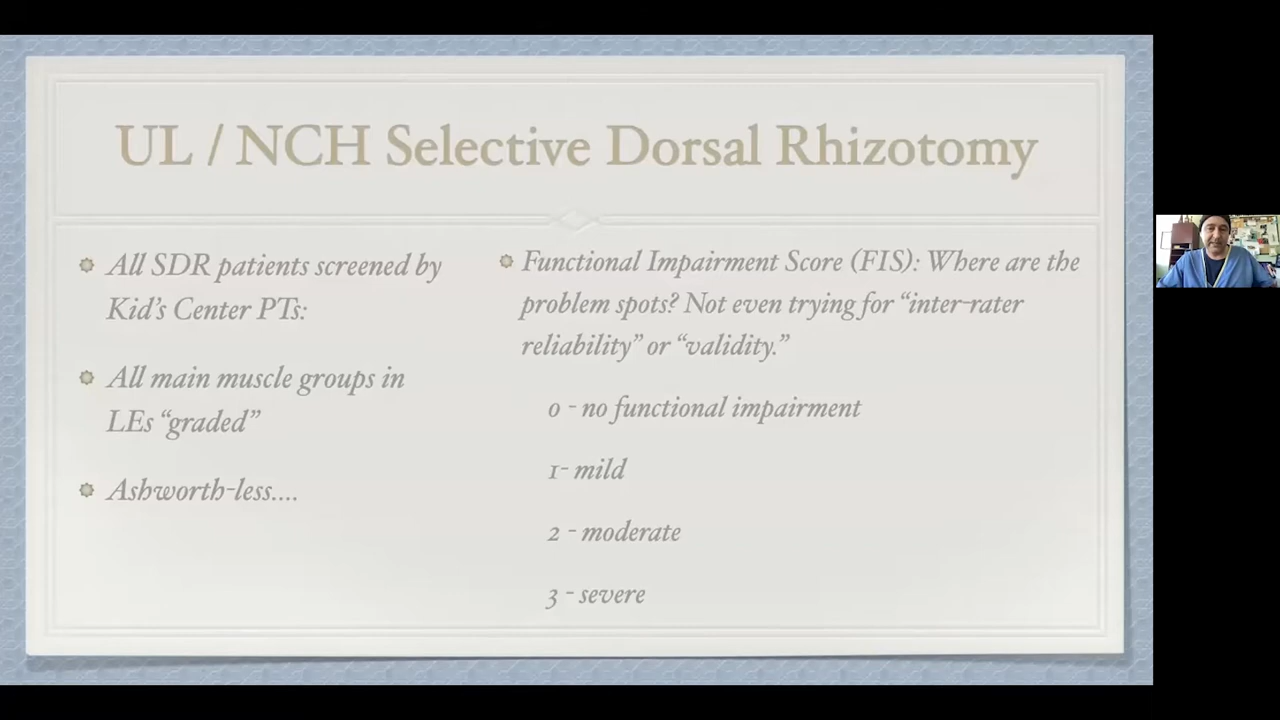 UL / NCH Selective Dorsal Rhizotomy
All SDR patients screened by
Kid's Center PTs:
All main muscle groups in
LEs “graded”
Ashworth-less....
Functional Impairment Score (FIS): Where are the
problem spots? Not even trying for “inter-rater
reliability” or “validity.”
0 - no functional impairment
1- mild
2 - moderate
3 - severe